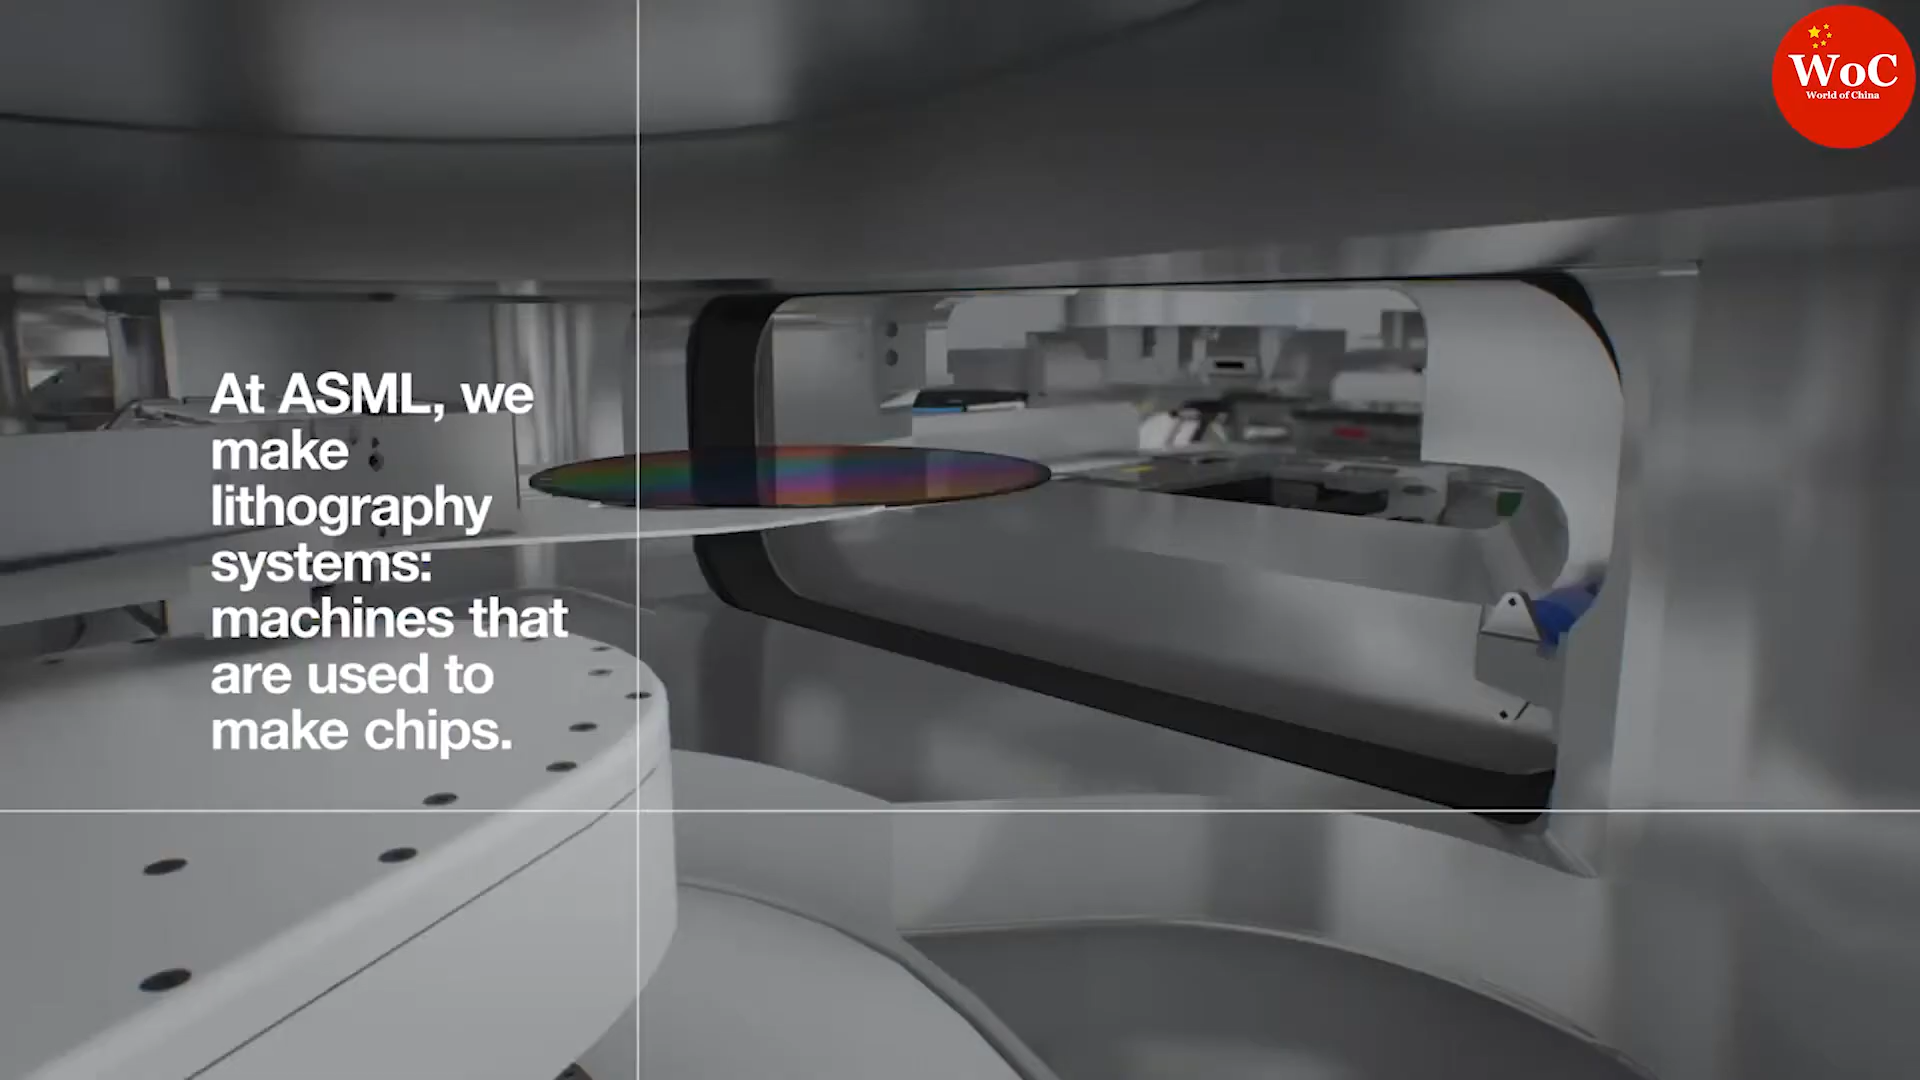 WoC
World of China
At ASML, we
make
lithography
systems:
machines that
are used to
make chips.